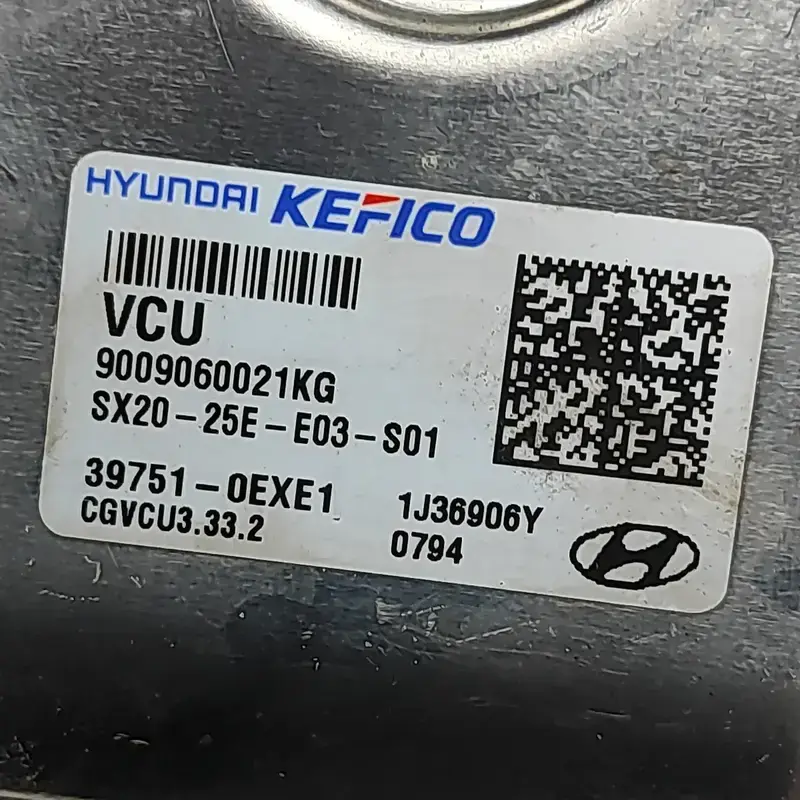 HYUNDAI KEFICO
VCU
9009060021KG
SX20-25E-E03-S01
39751-0EXE1 1J36906Y
CGVCU3.33.2 0794